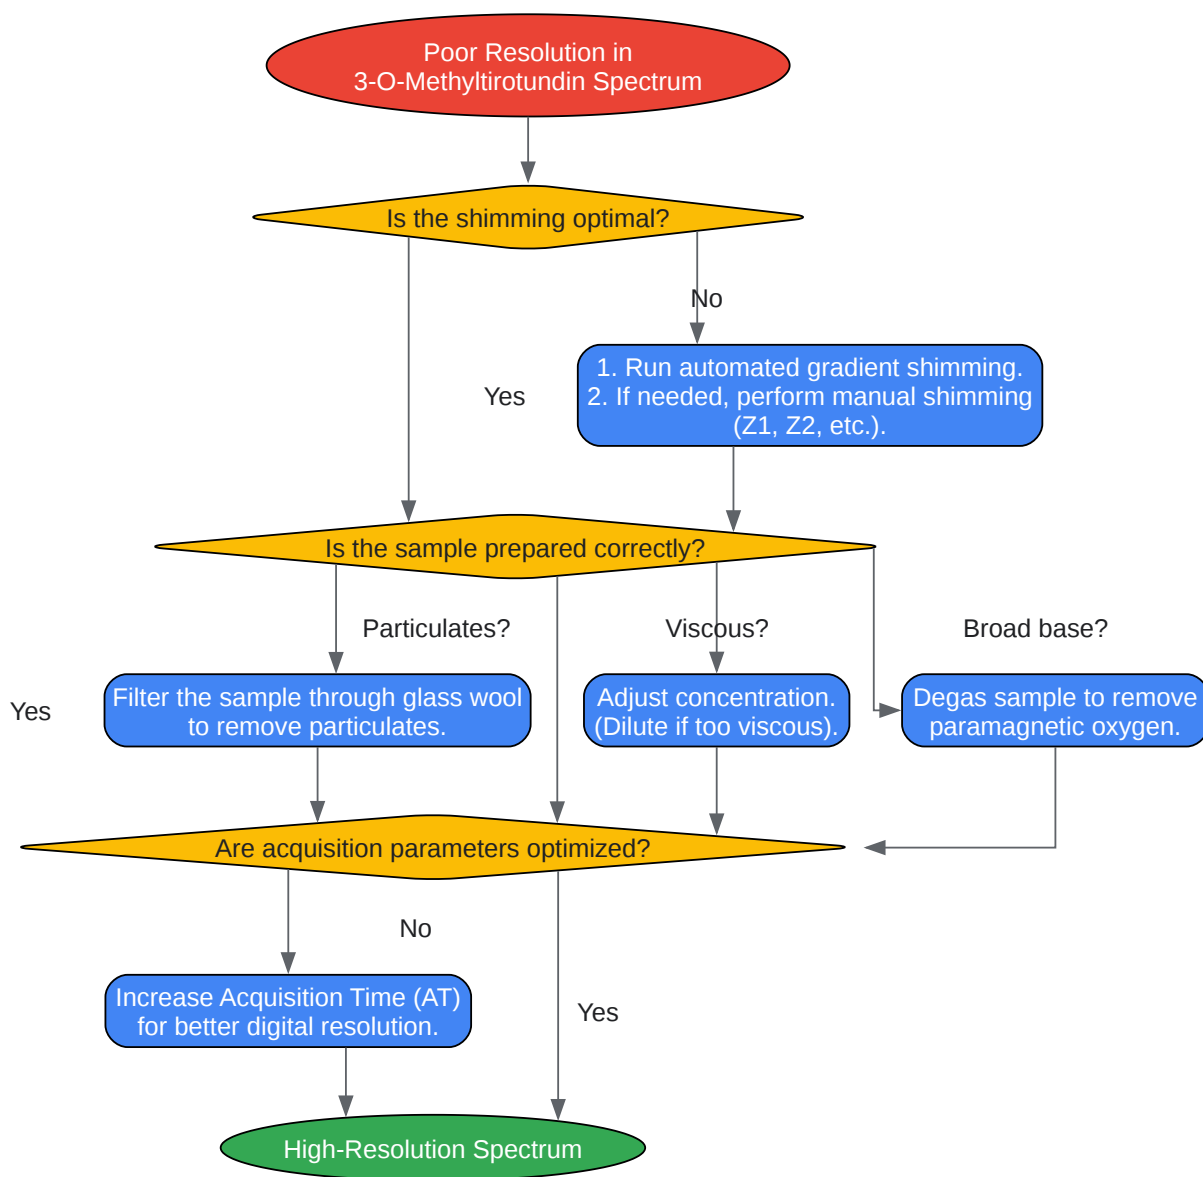 Poor Resolution in
3-O-Methyltirotundin Spectrum
Is the shimming optimal?
No
1. Run automated gradient shimming.
2. If needed, perform manual shimming
(Z1, Z2, etc.).
Yes
Is the sample prepared correctly?
Particulates?
Viscous?
Broad base?
Yes
Filter the sample through glass wool
to remove particulates.
Adjust concentration.
(Dilute if too viscous).
Degas sample to remove
paramagnetic oxygen.
Are acquisition parameters optimized?
No
Increase Acquisition Time (AT)
for better digital resolution.
Yes
High-Resolution Spectrum